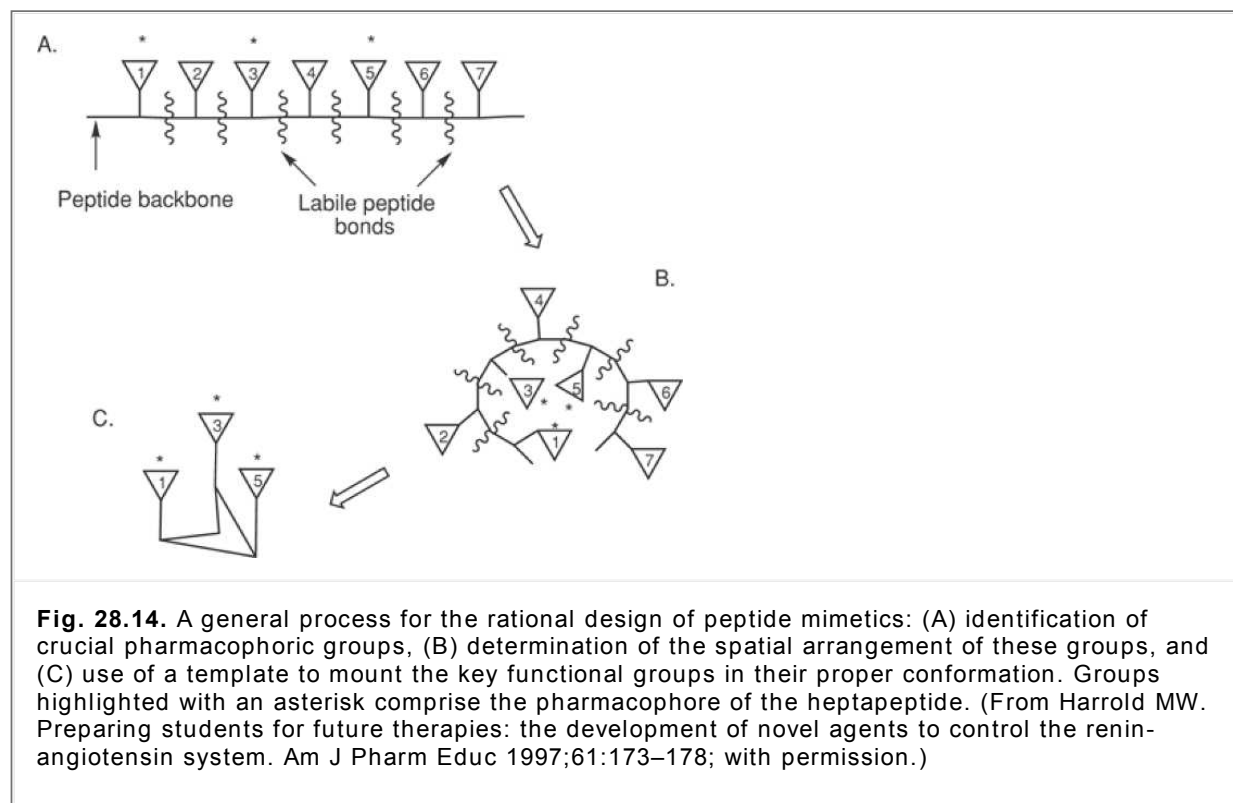 A.
* * *
1 2 3 4 5 6 7
Peptide backbone
Labile peptide
bonds
B.
4
3 5
* *
*
6
2 1
7
C.
*
3
* *
1 5
Fig. 28.14. A general process for the rational design of peptide mimetics: (A) identification of
crucial pharmacophoric groups, (B) determination of the spatial arrangement of these groups, and
(C) use of a template to mount the key functional groups in their proper conformation. Groups
highlighted with an asterisk comprise the pharmacophore of the heptapeptide. (From Harrold MW.
Preparing students for future therapies: the development of novel agents to control the renin-
angiotensin system. Am J Pharm Educ 1997;61:173–178; with permission.)